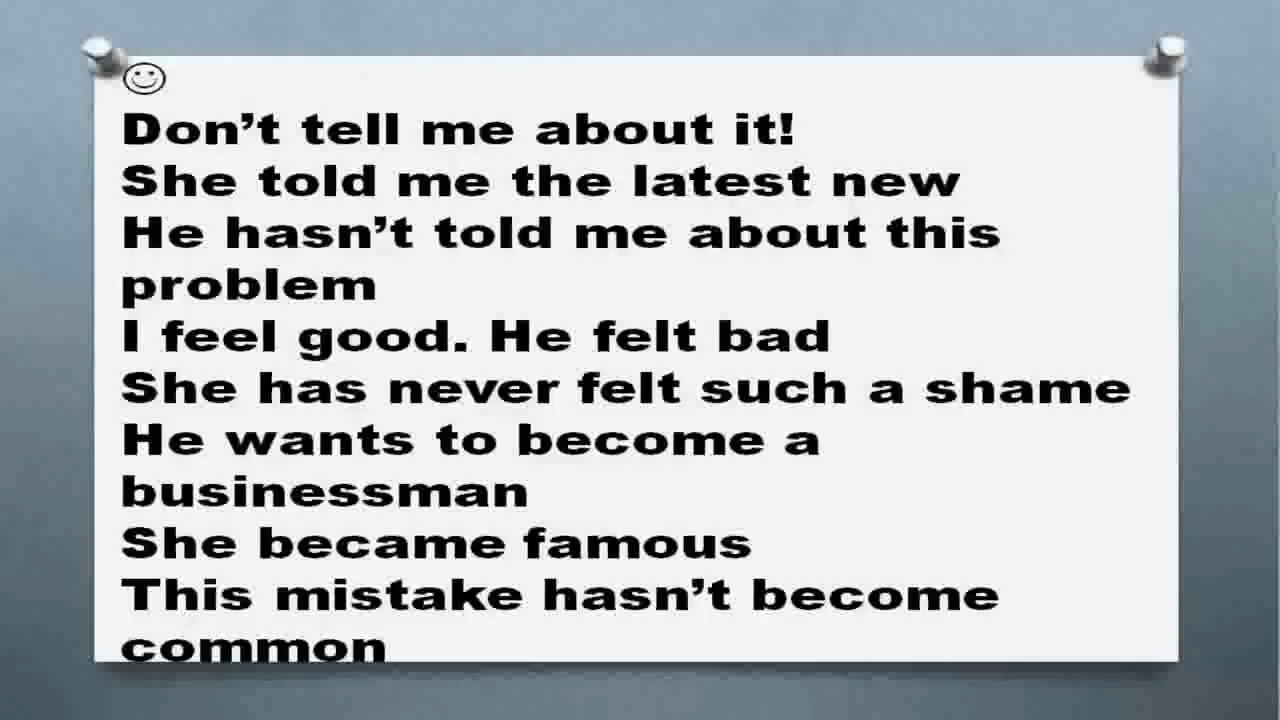 Don’t tell me about it!
She told me the latest new
He hasn’t told me about this
problem
I feel good. He felt bad
She has never felt such a shame
He wants to become a
businessman
She became famous
This mistake hasn’t become
common